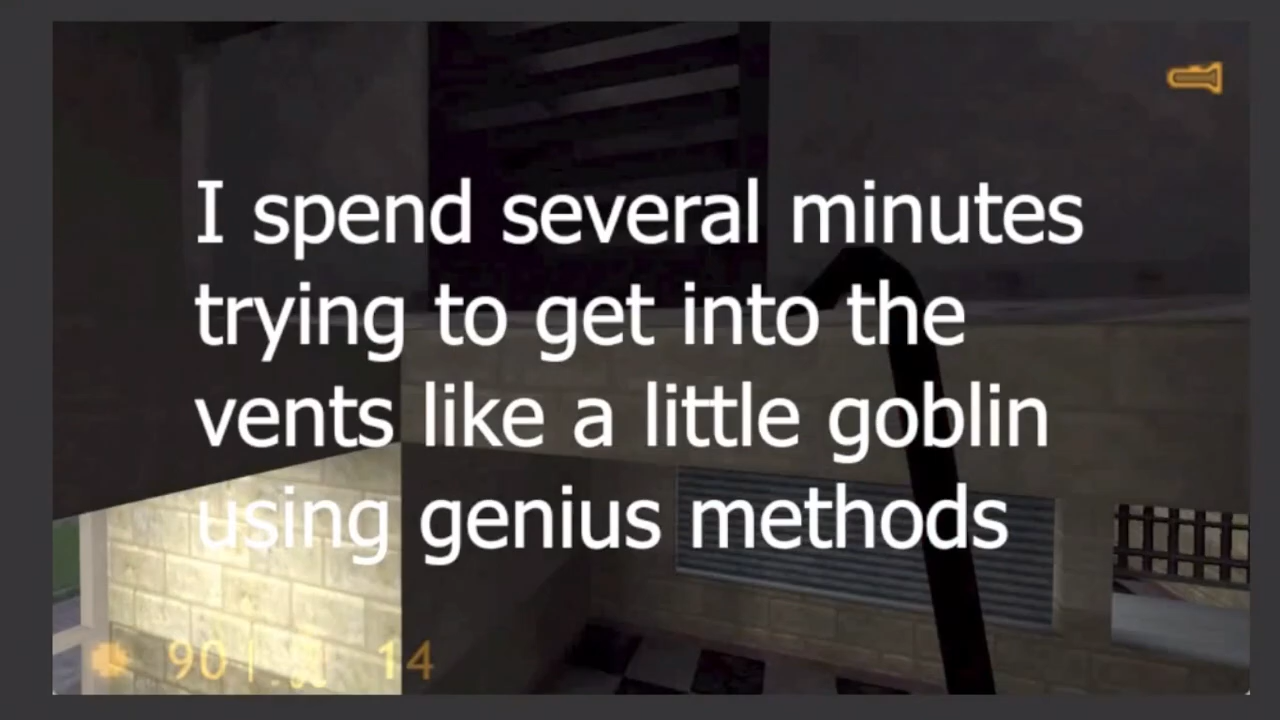 I spend several minutes
trying to get into the
vents like a little goblin
using genius methods
90 14